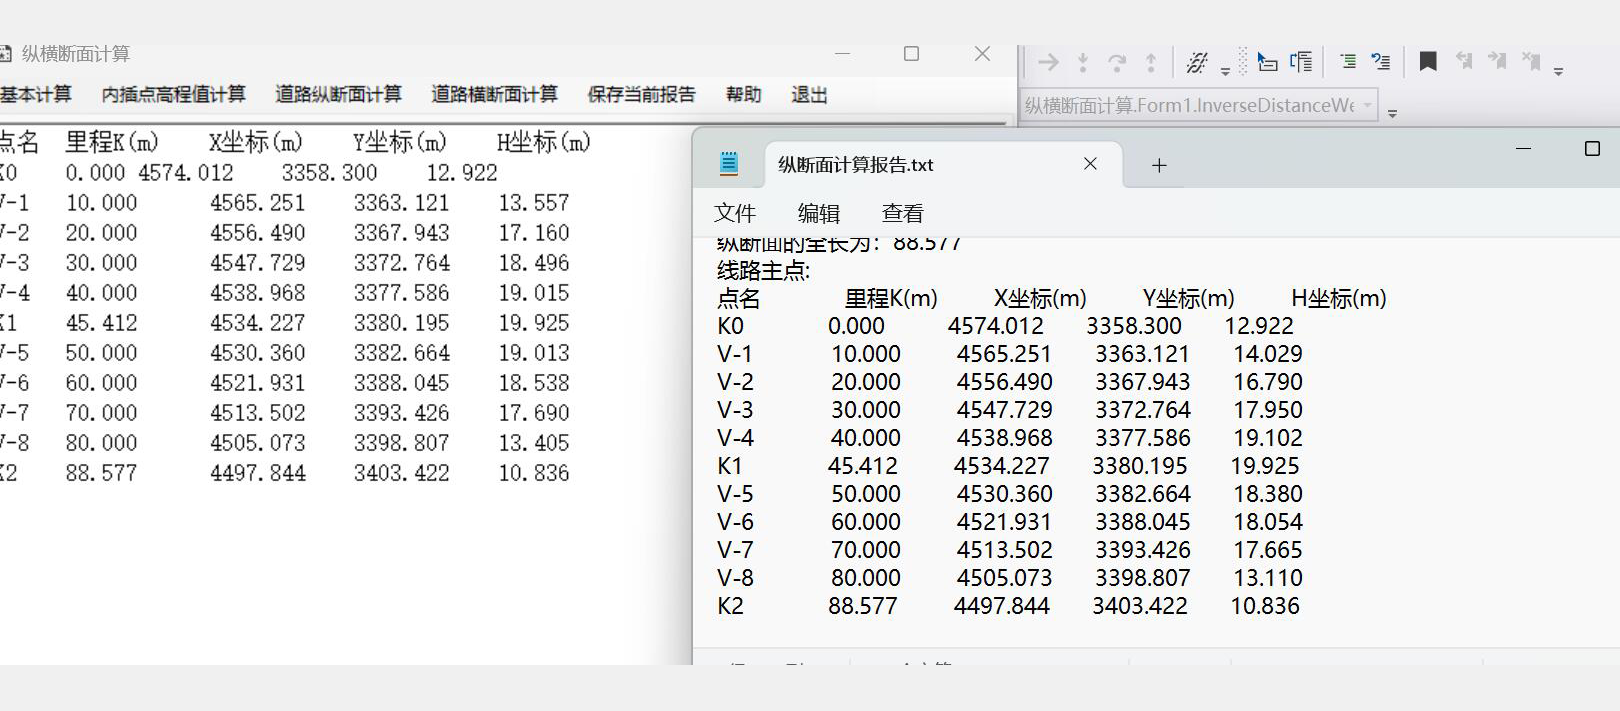 纵横断面计算
基本计算 内插点高程值计算 道路纵断面计算 道路横断面计算 保存当前报告 帮助 退出
点名 里程K(m) X坐标(m) Y坐标(m) H坐标(m)
K0 0.000 4574.012 3358.300 12.922
V-1 10.000 4565.251 3363.121 13.557
V-2 20.000 4556.490 3367.943 17.160
V-3 30.000 4547.729 3372.764 18.496
V-4 40.000 4538.968 3377.586 19.015
K1 45.412 4534.227 3380.195 19.925
V-5 50.000 4530.360 3382.664 19.013
V-6 60.000 4521.931 3388.045 18.538
V-7 70.000 4513.502 3393.426 17.690
V-8 80.000 4505.073 3398.807 13.405
K2 88.577 4497.844 3403.422 10.836
纵横断面计算.Form1.InverseDistanceWe
纵断面计算报告.txt
文件 编辑 查看
纵断面的全长为：88.577
线路主点:
点名 里程K(m) X坐标(m) Y坐标(m) H坐标(m)
K0 0.000 4574.012 3358.300 12.922
V-1 10.000 4565.251 3363.121 14.029
V-2 20.000 4556.490 3367.943 16.790
V-3 30.000 4547.729 3372.764 17.950
V-4 40.000 4538.968 3377.586 19.102
K1 45.412 4534.227 3380.195 19.925
V-5 50.000 4530.360 3382.664 18.380
V-6 60.000 4521.931 3388.045 18.054
V-7 70.000 4513.502 3393.426 17.665
V-8 80.000 4505.073 3398.807 13.110
K2 88.577 4497.844 3403.422 10.836